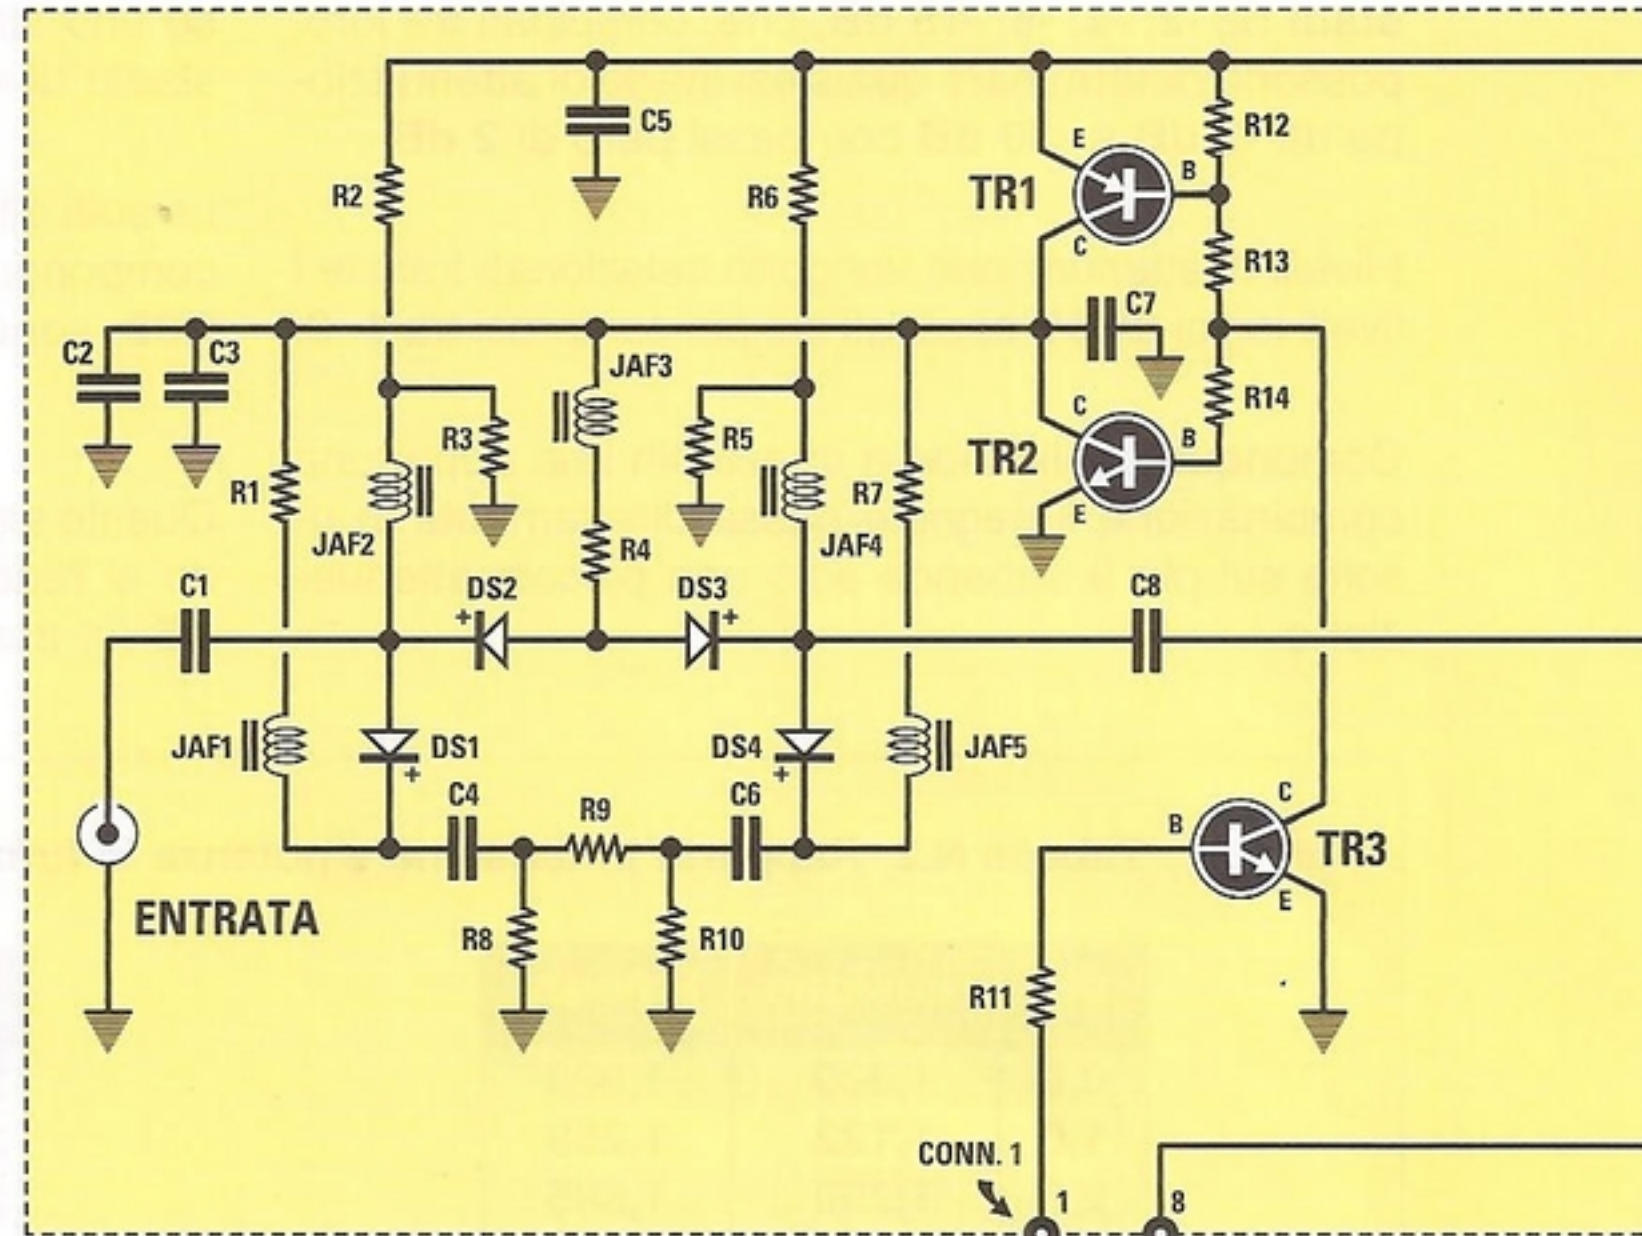 C5
E
R12
R2
R6
TR1
B
C
R13
C7
C2
C3
JAF3
R3
R5
C
R14
R1
R7
TR2
B
JAF2
R4
JAF4
E
C1
DS2
DS3
C8
+
+
JAF1
DS1
DS4
JAF5
+
+
C4
R9
C6
C
B
TR3
ENTRATA
E
R8
R10
R11
CONN. 1
1
8